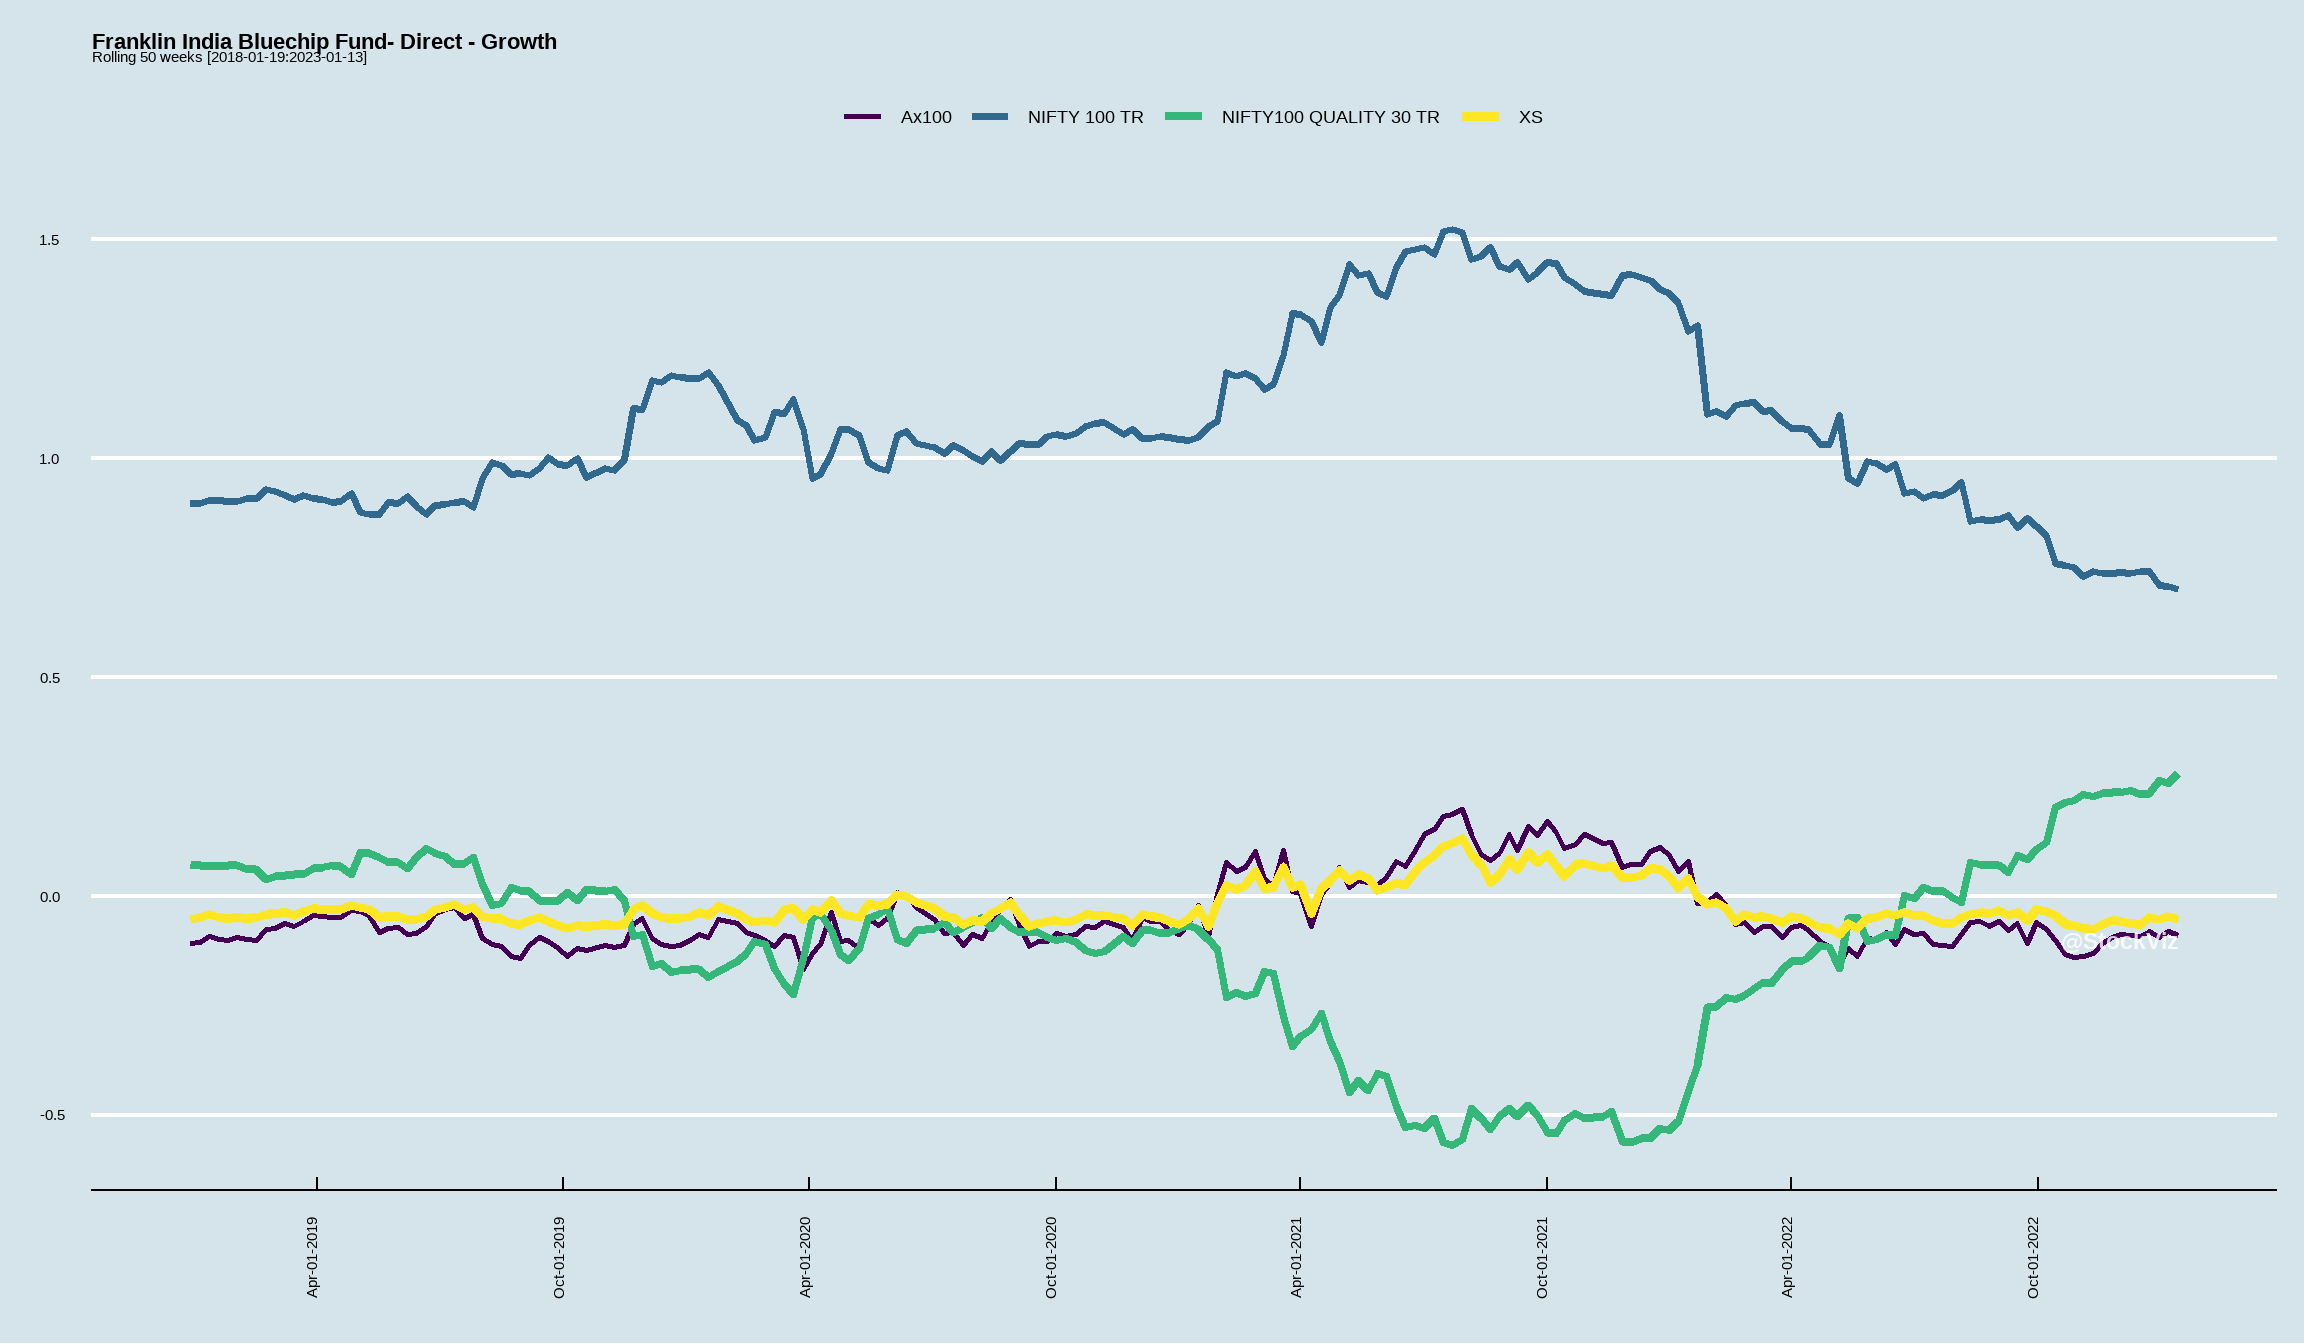 Franklin India Bluechip Fund- Direct - Growth
Rolling 50 weeks [2018-01-19:2023-01-13]
Ax100 NIFTY 100 TR NIFTY100 QUALITY 30 TR XS
1.5
1.0
0.5
0.0
-0.5
@StockViz
Apr-01-2019
Oct-01-2019
Apr-01-2020
Oct-01-2020
Apr-01-2021
Oct-01-2021
Apr-01-2022
Oct-01-2022